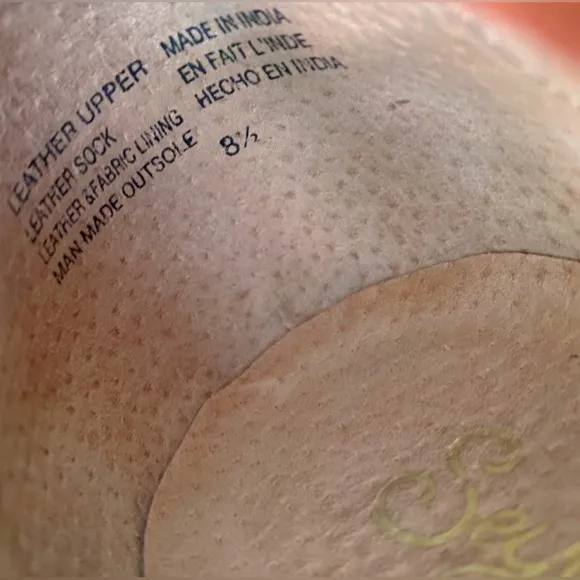 LEATHER UPPER
LEATHER SOCK
LEATHER & FABRIC LINING
MAN-MADE OUTSOLE
MADE IN INDIA
EN FAIT L'INDE
HECHO EN INDIA
8½